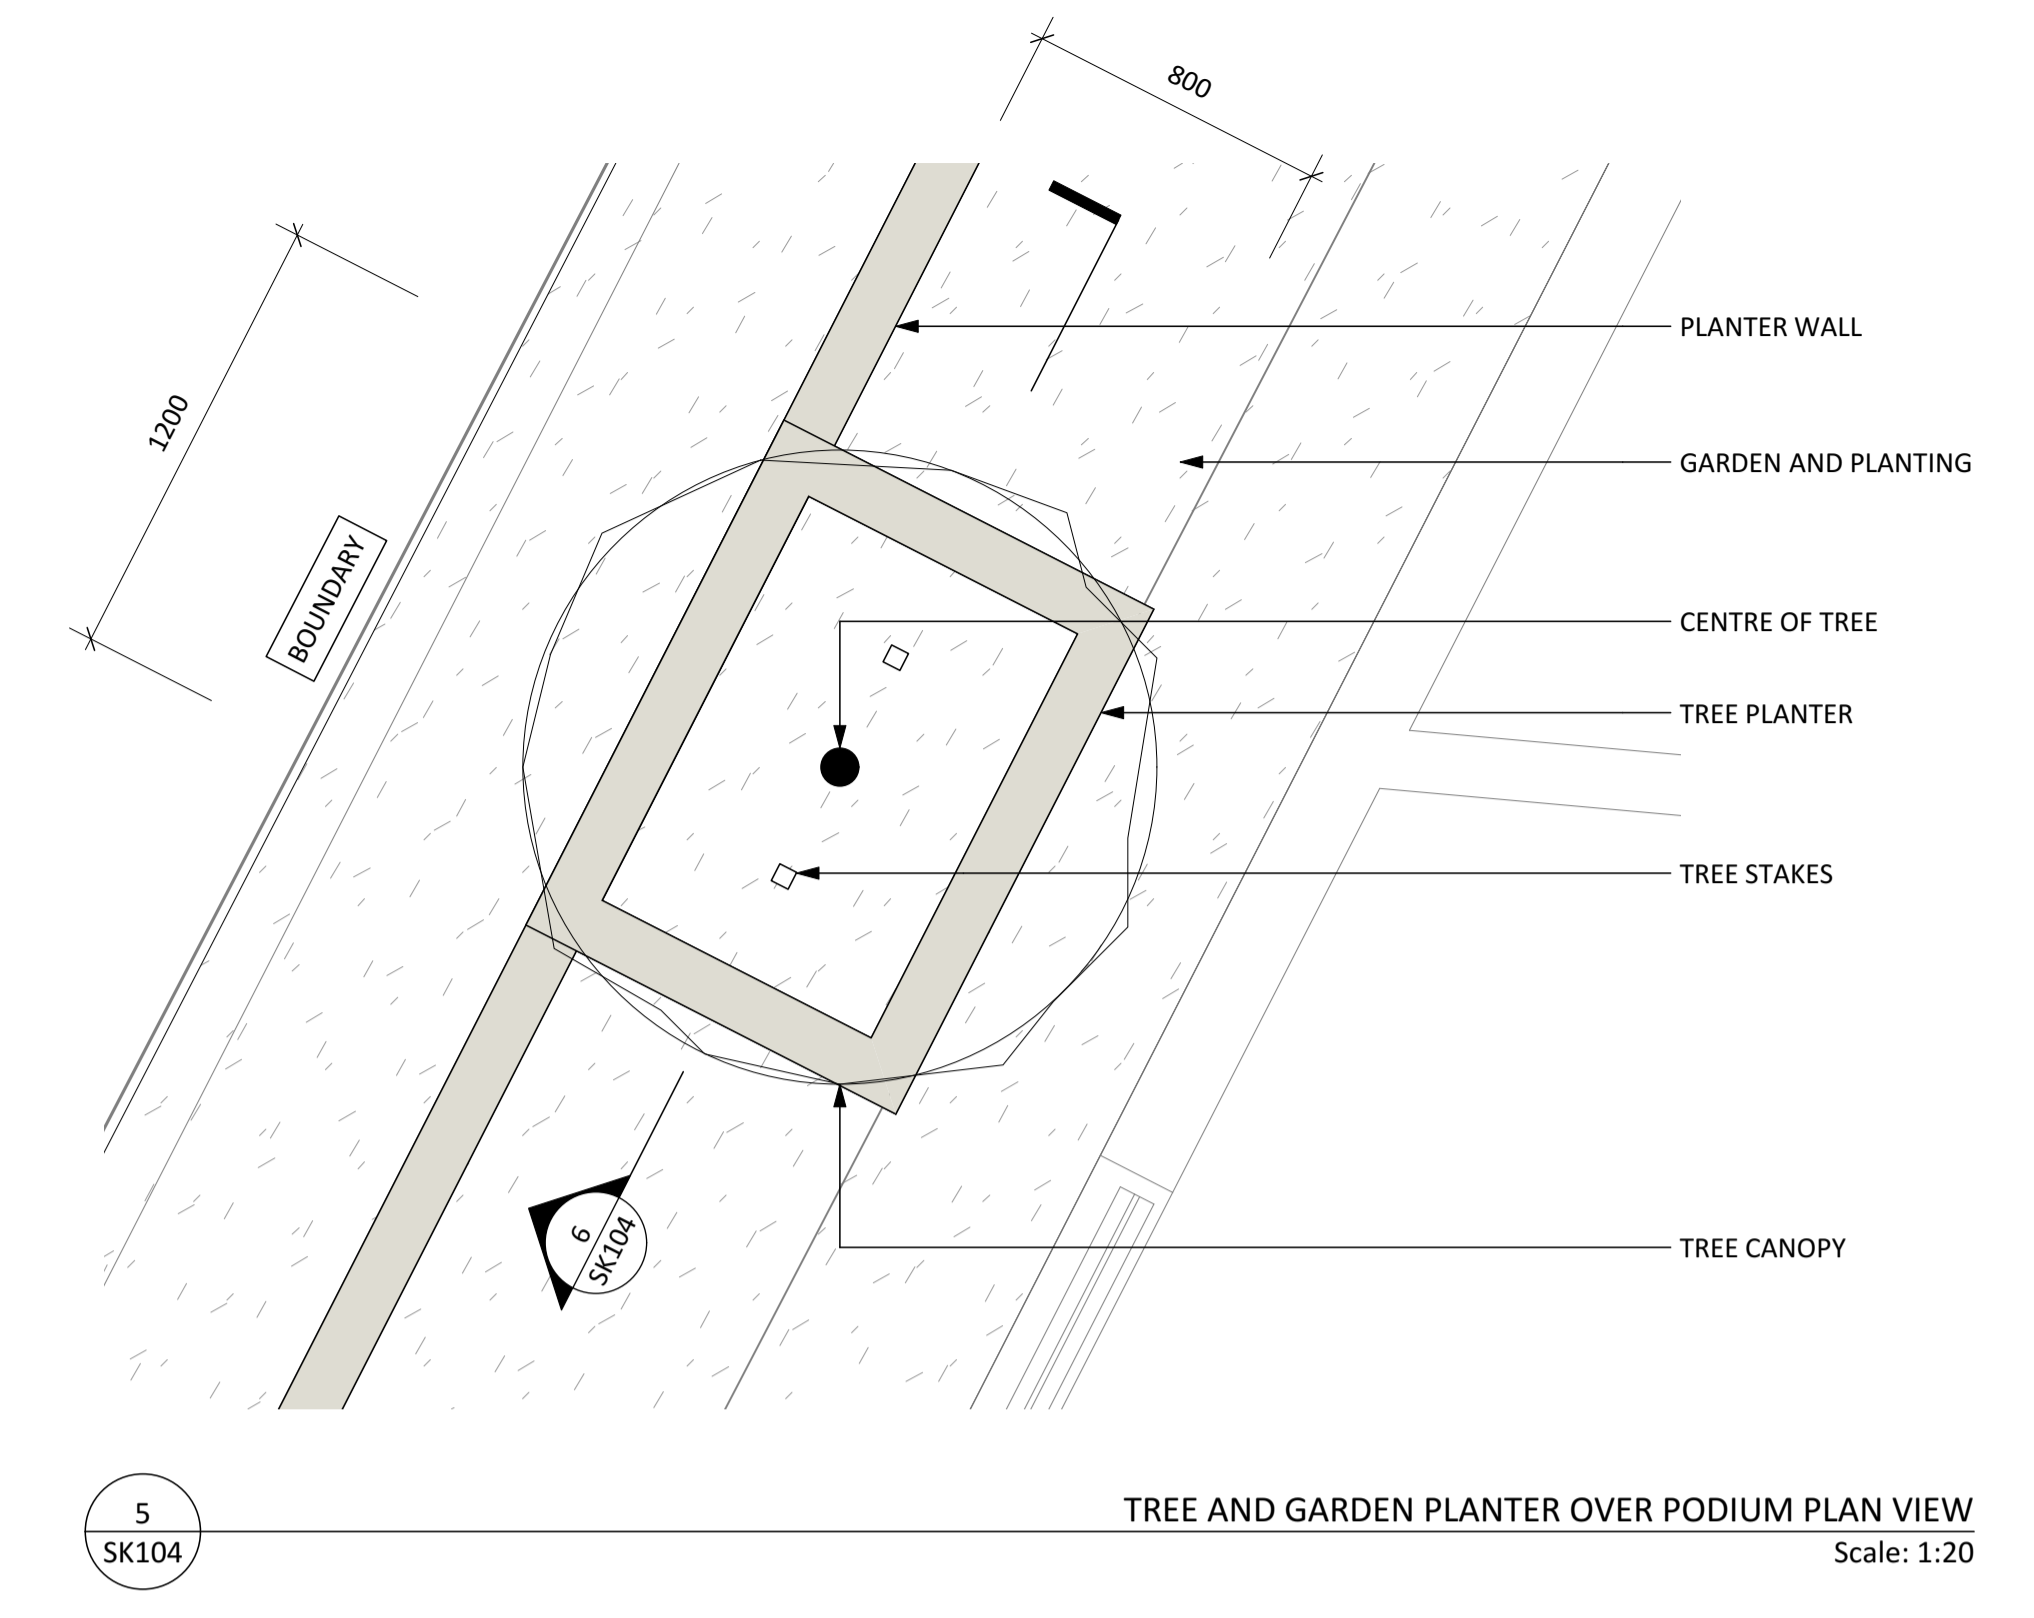 800
1200
BOUNDARY
PLANTER WALL
GARDEN AND PLANTING
CENTRE OF TREE
TREE PLANTER
TREE STAKES
TREE CANOPY
6
SK104
5
SK104
TREE AND GARDEN PLANTER OVER PODIUM PLAN VIEW
Scale: 1:20